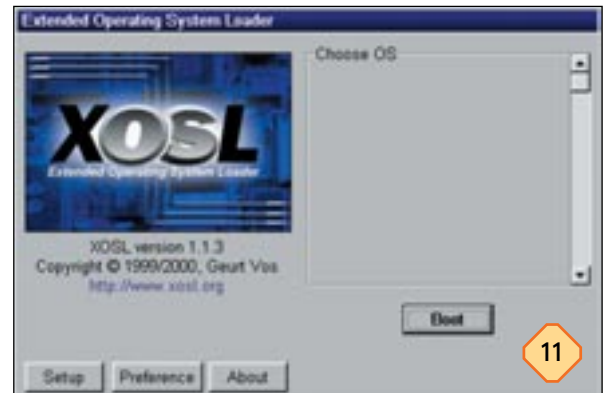 Extended Operating System Loader
Choose OS
XOSL
Extended Operating System Loader
XOSL version 1.1.3
Copyright © 1999/2000, Geurt Vos
http://www.xosl.org
Boot
11
Setup
Preference
About